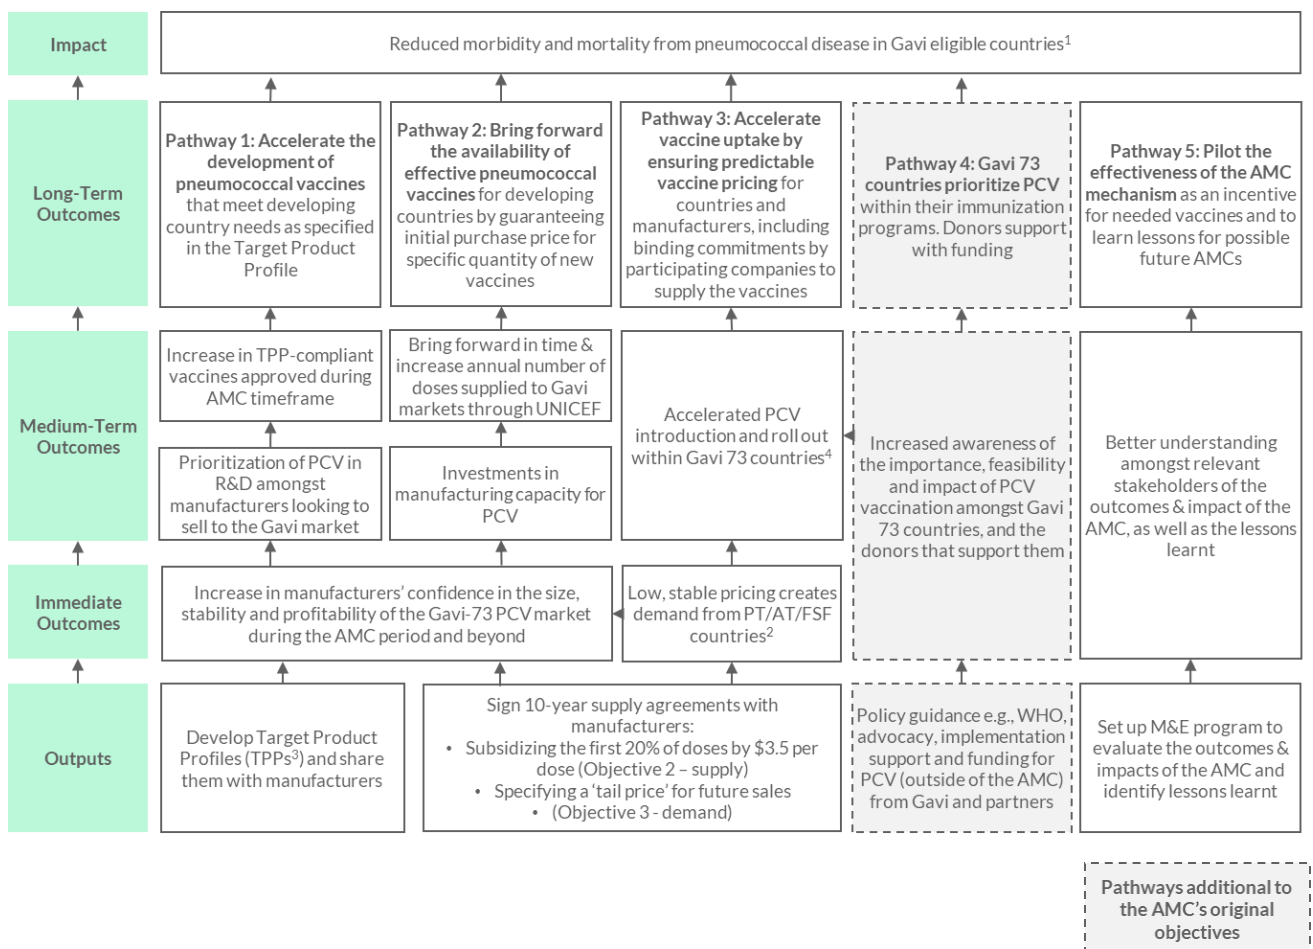 Impact
Reduced morbidity and mortality from pneumococcal disease in Gavi eligible countries¹
Long-Term
Outcomes
Pathway 1: Accelerate the
development of
pneumococcal vaccines
that meet developing
country needs as specified
in the Target Product
Profile
Pathway 2: Bring forward
the availability of
effective pneumococcal
vaccines for developing
countries by guaranteeing
initial purchase price for
specific quantity of new
vaccines
Pathway 3: Accelerate
vaccine uptake by
ensuring predictable
vaccine pricing for
countries and
manufacturers, including
binding commitments by
participating companies to
supply the vaccines
Pathway 4: Gavi 73
countries prioritize PCV
within their immunization
programs. Donors support
with funding
Pathway 5: Pilot the
effectiveness of the AMC
mechanism as an incentive
for needed vaccines and to
learn lessons for possible
future AMCs
Medium-Term
Outcomes
Increase in TPP-compliant
vaccines approved during
AMC timeframe
Bring forward in time &
increase annual number of
doses supplied to Gavi
markets through UNICEF
Prioritization of PCV in
R&D amongst
manufacturers looking to
sell to the Gavi market
Investments in
manufacturing capacity for
PCV
Accelerated PCV
introduction and roll out
within Gavi 73 countries⁴
Increased awareness of
the importance, feasibility
and impact of PCV
vaccination amongst Gavi
73 countries, and the
donors that support them
Better understanding
amongst relevant
stakeholders of the
outcomes & impact of the
AMC, as well as the lessons
learnt
Immediate
Outcomes
Increase in manufacturers' confidence in the size,
stability and profitability of the Gavi-73 PCV market
during the AMC period and beyond
Low, stable pricing creates
demand from PT/AT/FSF
countries²
Outputs
Develop Target Product
Profiles (TPPs³) and share
them with manufacturers
Sign 10-year supply agreements with
manufacturers:
• Subsidizing the first 20% of doses by $3.5 per
dose (Objective 2 – supply)
• Specifying a 'tail price' for future sales
• (Objective 3 - demand)
Policy guidance e.g., WHO,
advocacy, implementation
support and funding for
PCV (outside of the AMC)
from Gavi and partners
Set up M&E program to
evaluate the outcomes &
impacts of the AMC and
identify lessons learnt
Pathways additional to
the AMC's original
objectives